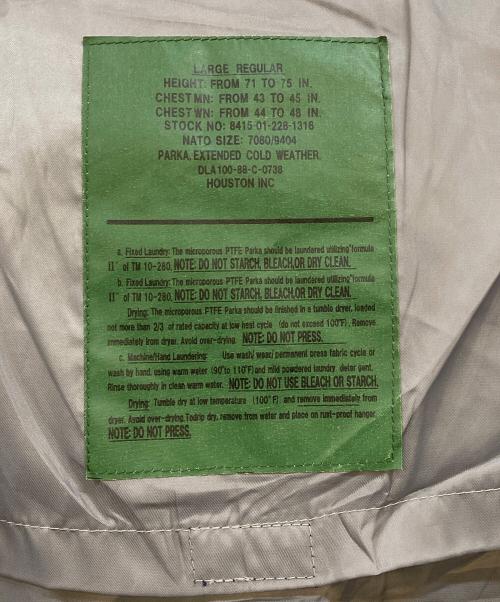 LARGE REGULAR
HEIGHT: FROM 71 TO 75 IN.
CHEST MN: FROM 43 TO 45 IN.
CHEST WN: FROM 44 TO 48 IN.
STOCK NO: 8415-01-228-1316
NATO SIZE: 7080/9404
PARKA, EXTENDED COLD WEATHER.
DLA100-88-C-0738
HOUSTON INC
a. Fixed Laundry: The microporous PTFE Parka should be laundered utilizing"formula
II" of TM 10-280. NOTE: DO NOT STARCH, BLEACH,OR DRY CLEAN.
b. Fixed Laundry: The microporous PTFE Parka should be laundered utilizing"formula
II" of TM 10-280. NOTE: DO NOT STARCH, BLEACH,OR DRY CLEAN.
Drying: The microporous PTFE Parka should be finished in a tumble dryer, loaded
not more than 2/3 of rated capacity at low heat cycle (do not exceed 100°F). Remove
immediately from dryer. Avoid over-drying. NOTE: DO NOT PRESS.
c. Machine/Hand Laundering: Use wash/ wear/ permanent press fabric cycle or
wash by hand, using warm water (90°to 110°F)and mild powdered laundry deter gent.
Rinse thoroughly in clean warm water. NOTE: DO NOT USE BLEACH OR STARCH.
Drying: Tumble dry at low temperature (100°F) and remove immediately from
dryer. Avoid over-drying.Todrip dry, remove from water and place on rust-proof hanger.
NOTE: DO NOT PRESS.